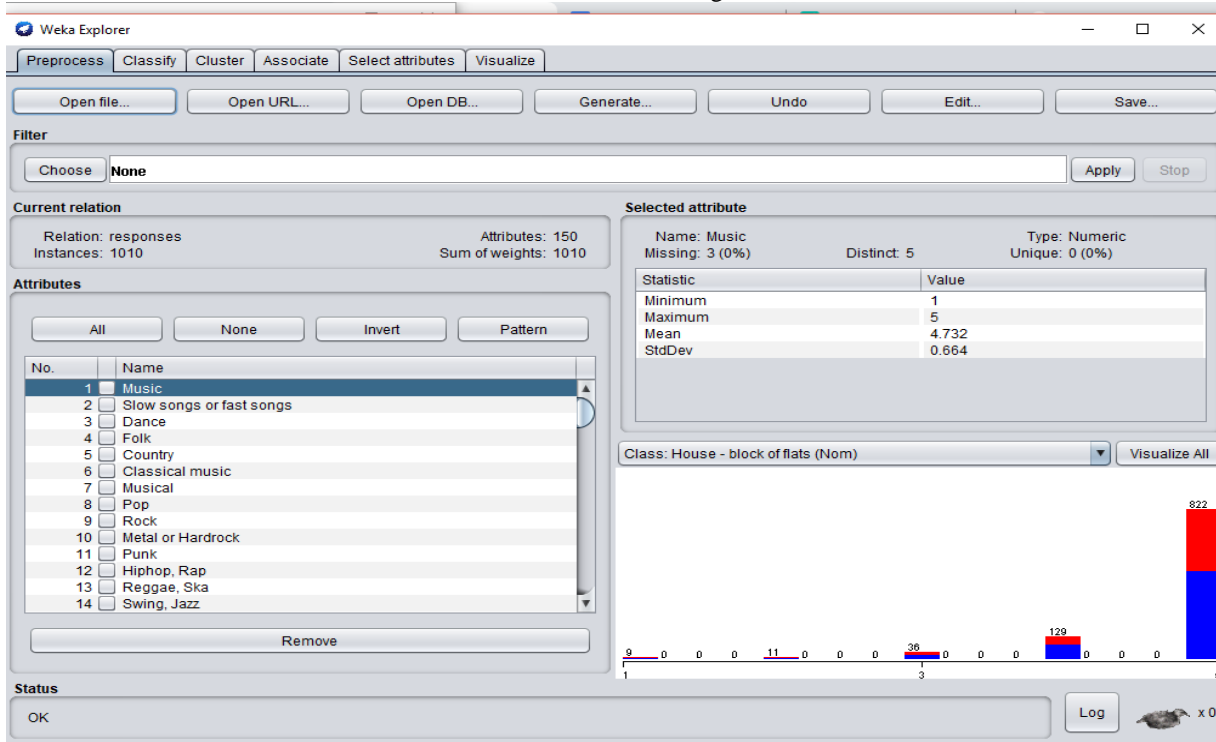 Weka Explorer
Preprocess Classify Cluster Associate Select attributes Visualize
Open file... Open URL... Open DB... Generate... Undo Edit... Save...
Filter
Choose None Apply Stop
Current relation
Relation: responses Attributes: 150
Instances: 1010 Sum of weights: 1010
Selected attribute
Name: Music Type: Numeric
Missing: 3 (0%) Distinct: 5 Unique: 0 (0%)
Statistic Value
Minimum 1
Maximum 5
Mean 4.732
StdDev 0.664
Attributes
All None Invert Pattern
No. Name
1 Music
2 Slow songs or fast songs
3 Dance
4 Folk
5 Country
6 Classical music
7 Musical
8 Pop
9 Rock
10 Metal or Hardrock
11 Punk
12 Hiphop, Rap
13 Reggae, Ska
14 Swing, Jazz
Remove
Class: House - block of flats (Nom) Visualize All
822
129
9 0 0 0 11 0 0 0 36 0 0 0 0 0 0
1 3
Status
OK
Log x 0